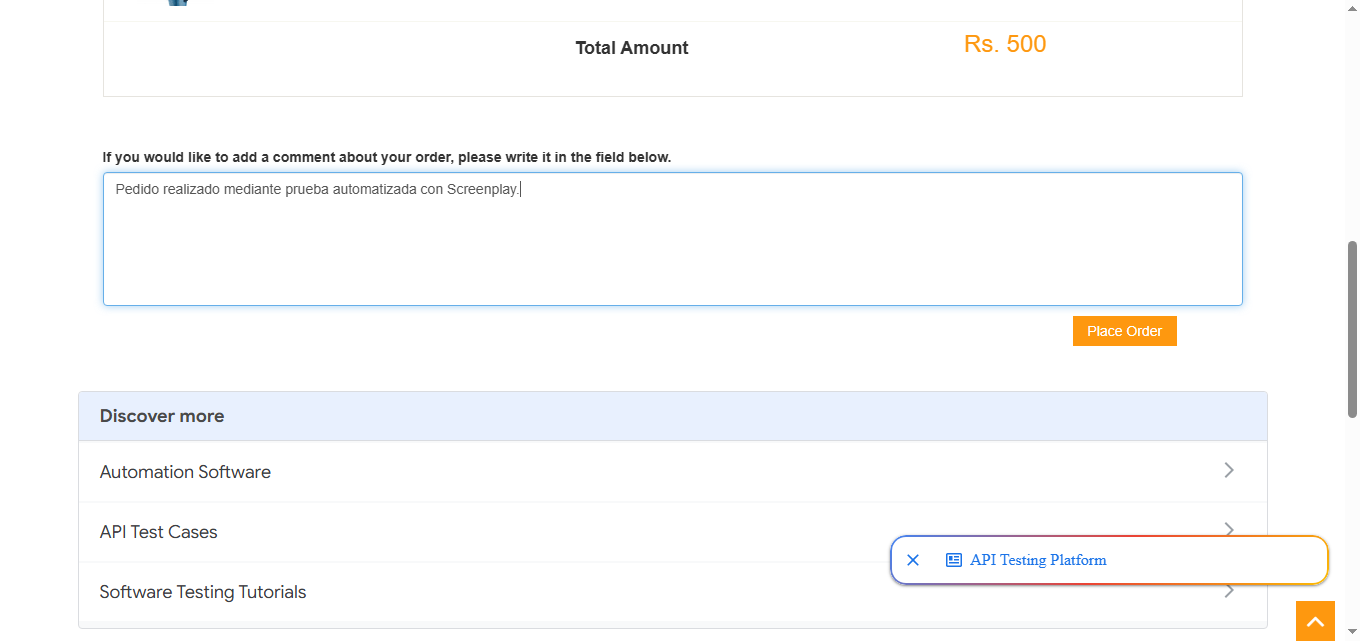 Total Amount
Rs. 500
If you would like to add a comment about your order, please write it in the field below.
Pedido realizado mediante prueba automatizada con Screenplay.
Place Order
Discover more
Automation Software
API Test Cases
API Testing Platform
Software Testing Tutorials